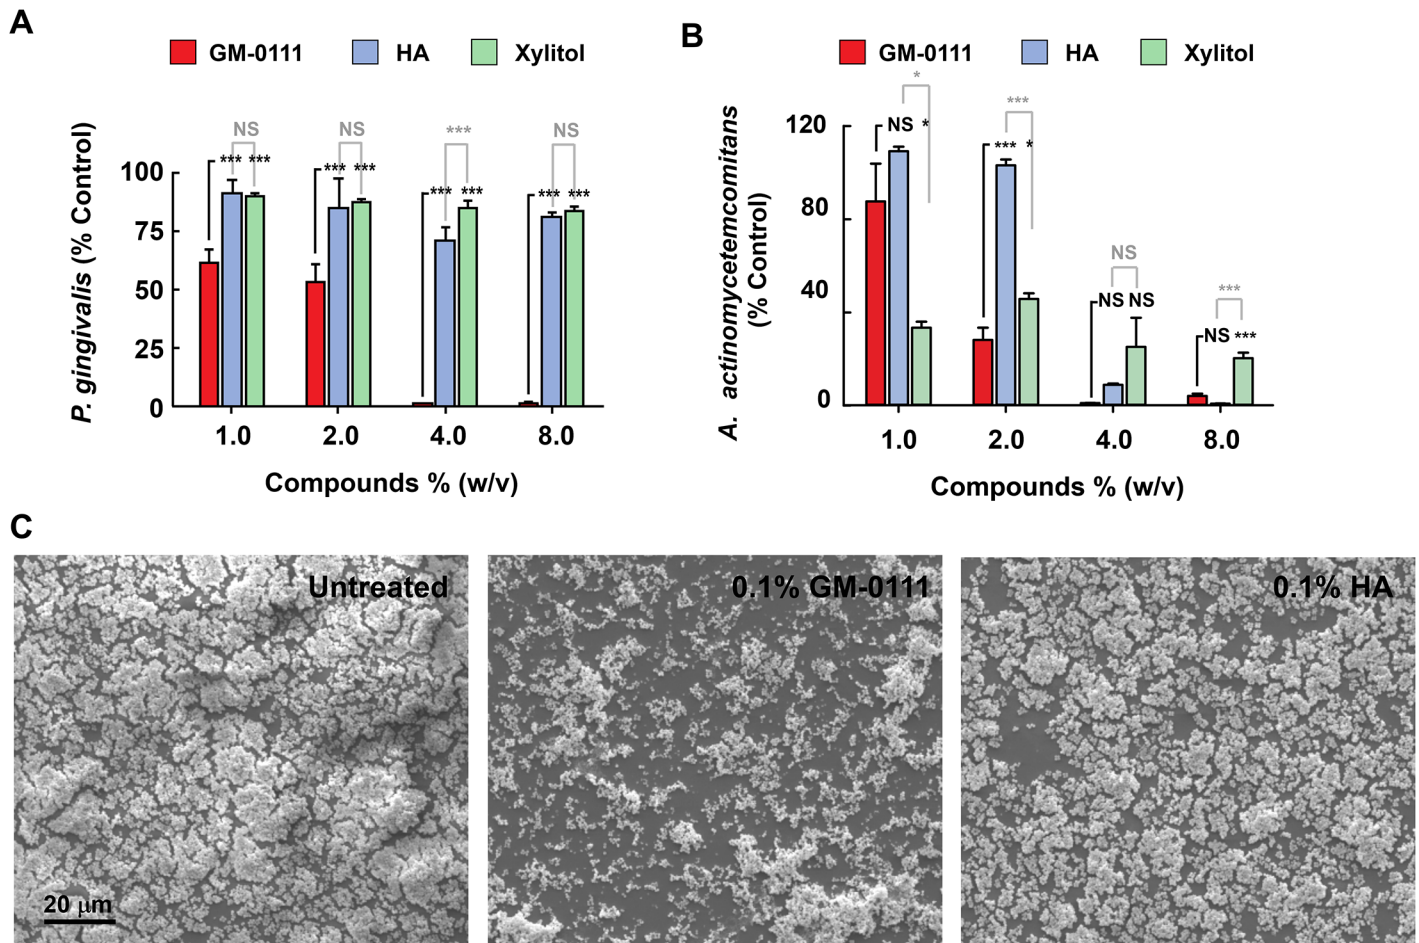 A
GM-0111 HA Xylitol
P. gingivalis (% Control)
NS NS *** NS
*** *** *** *** *** *** *** ***
100
75
50
25
0
1.0 2.0 4.0 8.0
Compounds % (w/v)
B
GM-0111 HA Xylitol
A. actinomycetemcomitans
(% Control)
* *** NS ***
NS * *** * NS NS NS ***
120
80
40
0
1.0 2.0 4.0 8.0
Compounds % (w/v)
C
Untreated
20 μm
0.1% GM-0111
0.1% HA